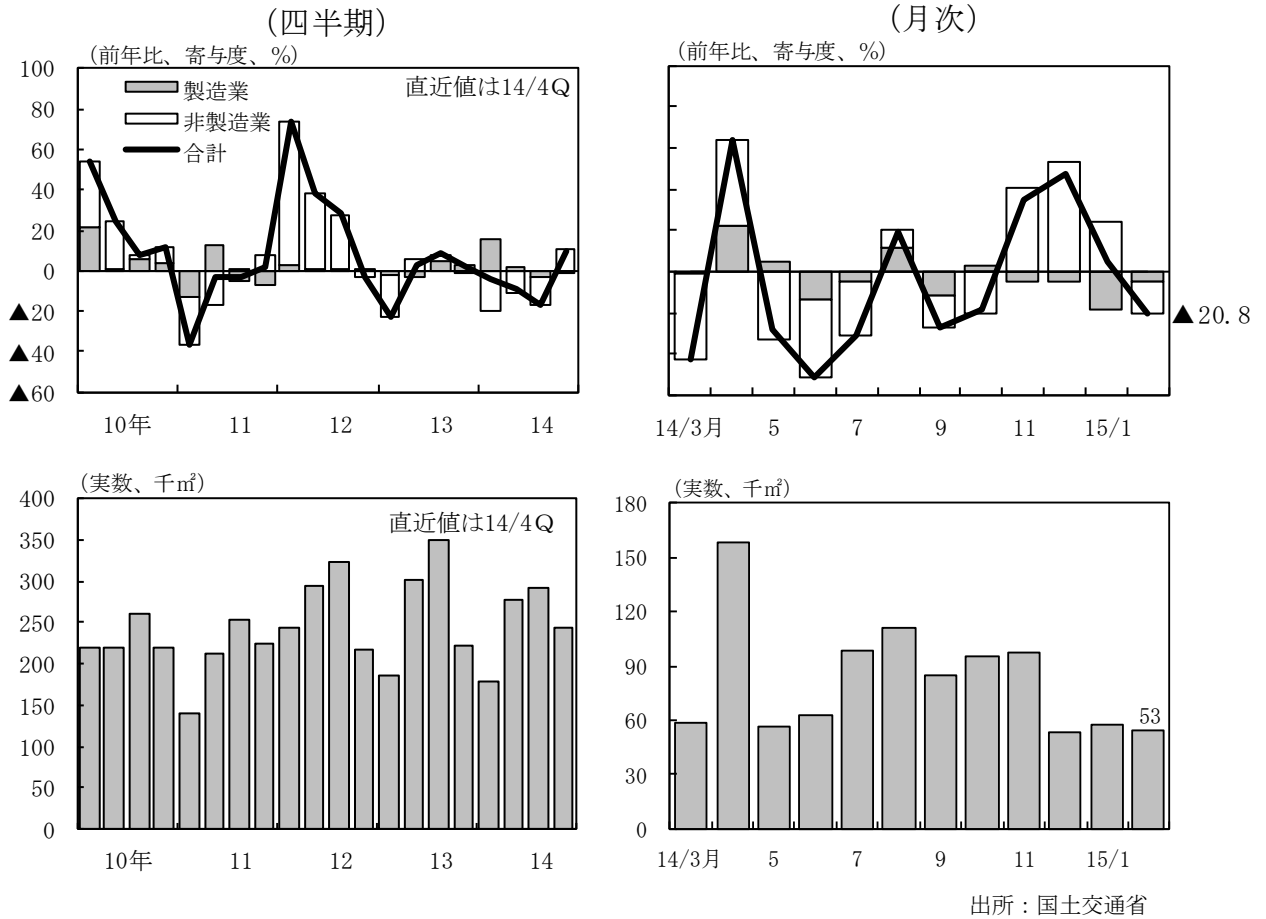 (四半期)
(前年比、寄与度、%)
100
80
60
40
20
0
▲20
▲40
▲60
製造業
非製造業
合計
直近値は14/4Q
10年 11 12 13 14
(月次)
(前年比、寄与度、%)
▲20.8
14/3月 5 7 9 11 15/1
(実数、千㎡)
400
350
300
250
200
150
100
50
0
直近値は14/4Q
10年 11 12 13 14
(実数、千㎡)
180
150
120
90
60
30
0
53
14/3月 5 7 9 11 15/1
出所：国土交通省